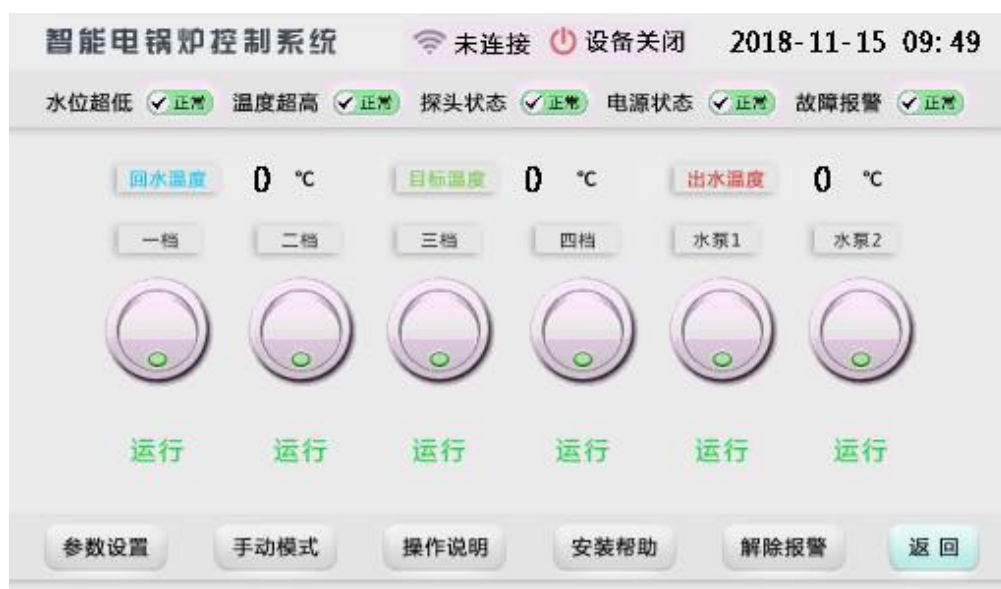 智能电锅炉控制系统 未连接 设备关闭 2018-11-15 09:49
水位超低 正常 温度超高 正常 探头状态 正常 电源状态 正常 故障报警 正常
回水温度 0 ℃ 目标温度 0 ℃ 出水温度 0 ℃
一档 二档 三档 四档 水泵1 水泵2
运行 运行 运行 运行 运行 运行
参数设置 手动模式 操作说明 安装帮助 解除报警 返回